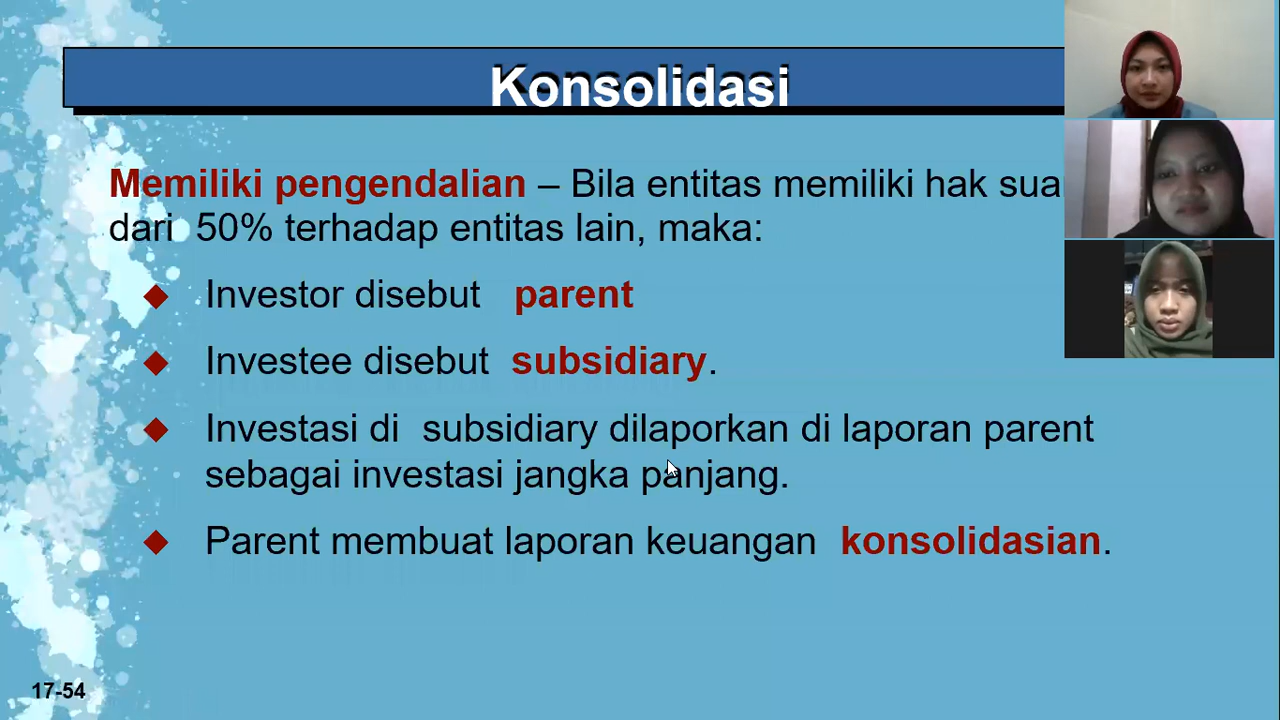 Konsolidasi
Memiliki pengendalian – Bila entitas memiliki hak
dari 50% terhadap entitas lain, maka:
Investor disebut parent
Investee disebut subsidiary.
Investasi di subsidiary dilaporkan di laporan parent
sebagai investasi jangka panjang.
Parent membuat laporan keuangan konsolidasian.
17-54